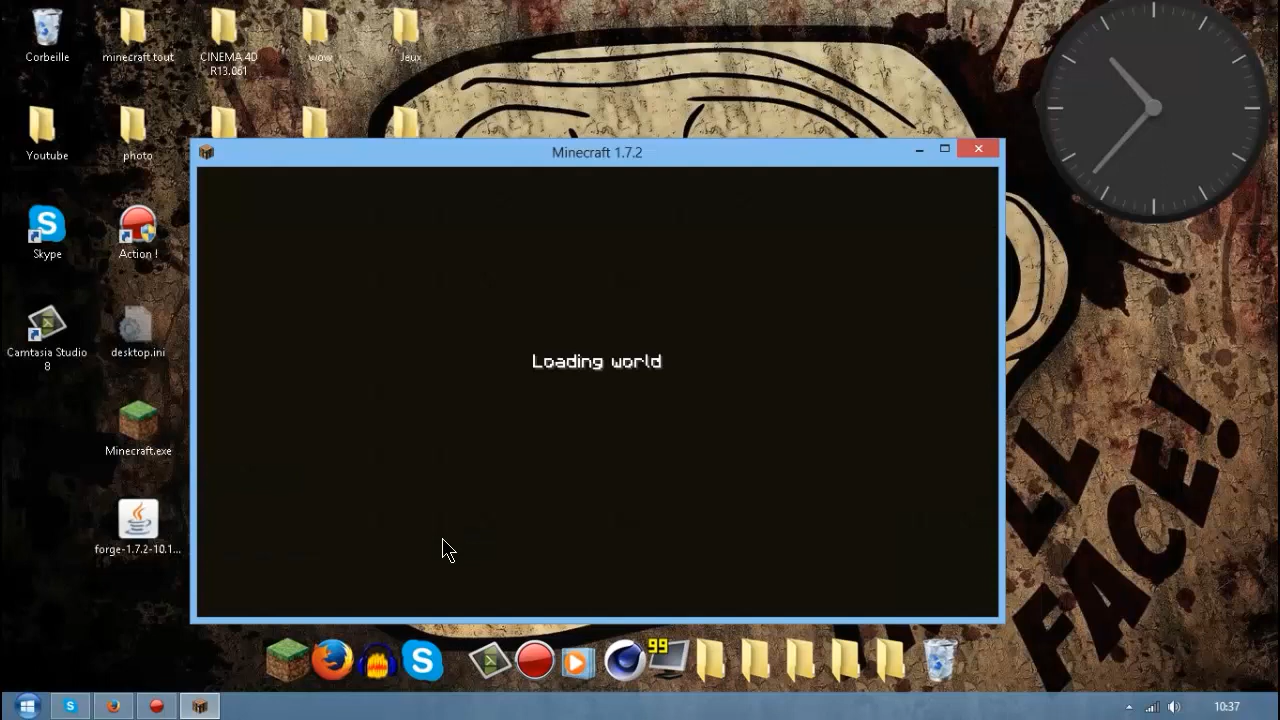 Corbeille
minecraft tout
CINEMA 4D
R13.061
wow
Jeux
Youtube
photo
Minecraft 1.7.2
Skype
Action !
Loading world
Camtasia Studio
8
desktop.ini
Minecraft.exe
forge-1.7.2-10.1...
FACE!
99
10:37